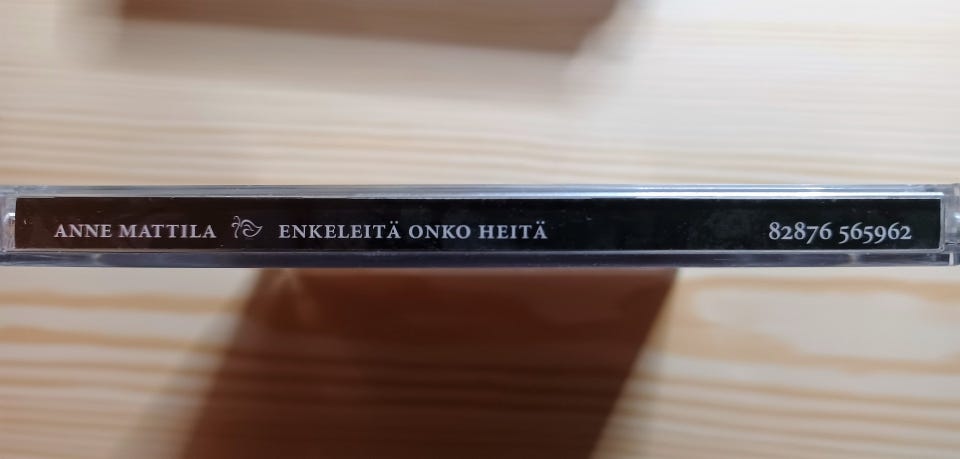 ANNE MATTILA ENKELEITÄ ONKO HEITÄ 82876 565962